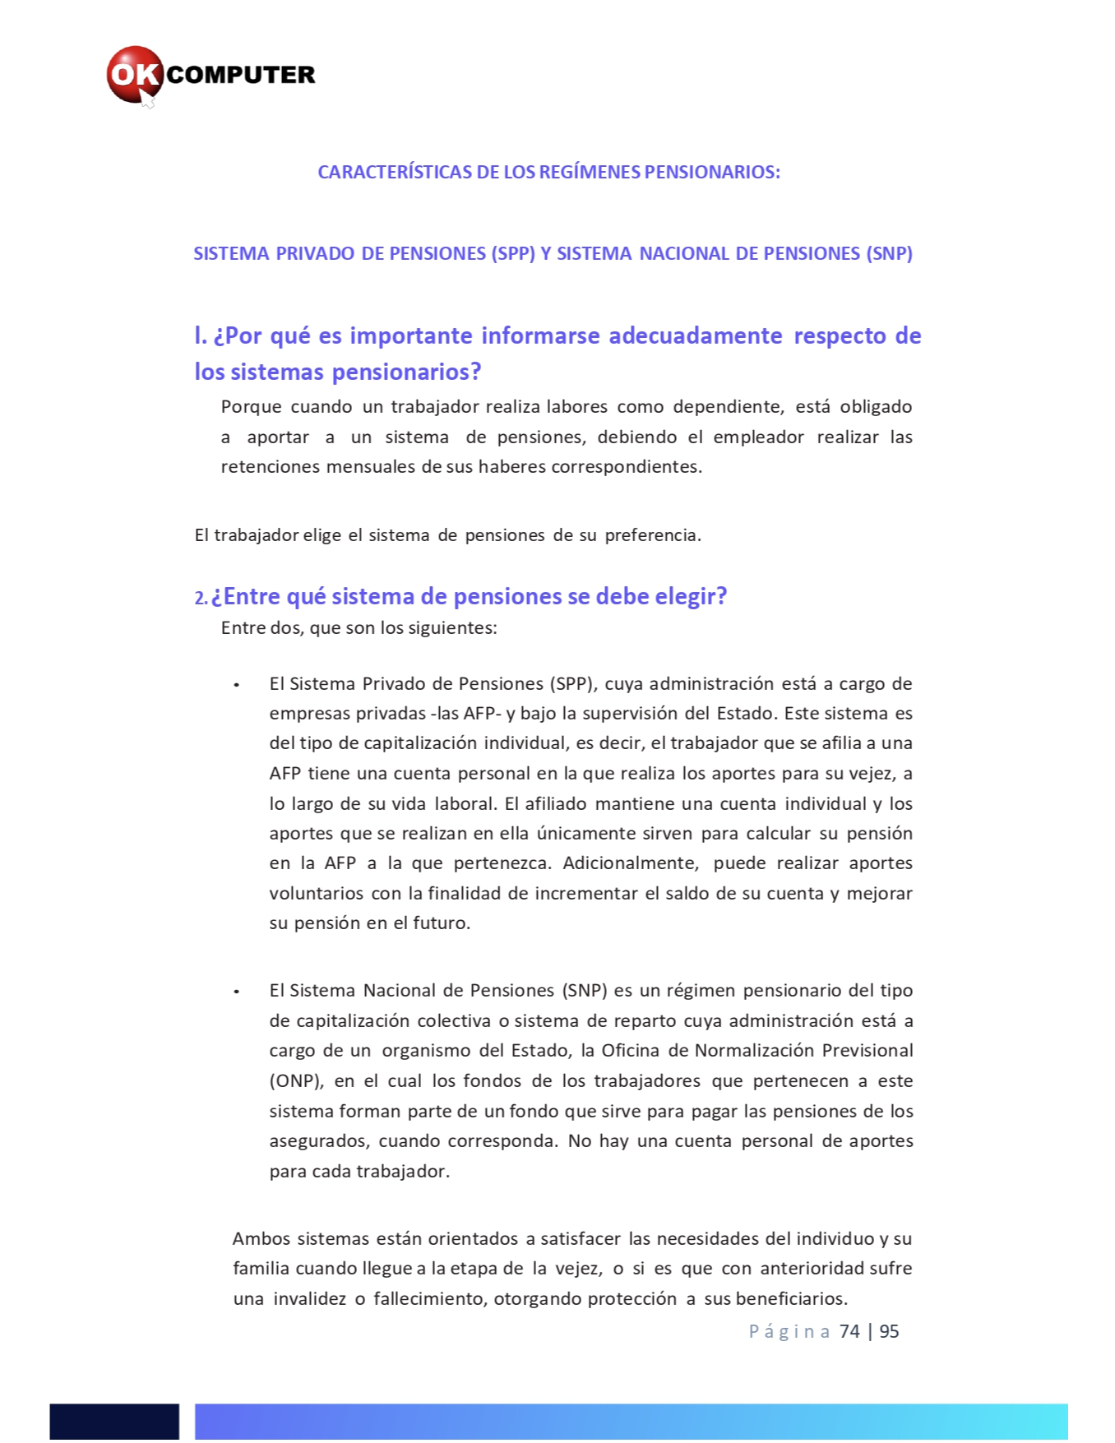 OK COMPUTER
CARACTERÍSTICAS DE LOS REGÍMENES PENSIONARIOS:
SISTEMA PRIVADO DE PENSIONES (SPP) Y SISTEMA NACIONAL DE PENSIONES (SNP)
l. ¿Por qué es importante informarse adecuadamente respecto de
los sistemas pensionarios?
Porque cuando un trabajador realiza labores como dependiente, está obligado
a aportar a un sistema de pensiones, debiendo el empleador realizar las
retenciones mensuales de sus haberes correspondientes.
El trabajador elige el sistema de pensiones de su preferencia.
2. ¿Entre qué sistema de pensiones se debe elegir?
Entre dos, que son los siguientes:
• El Sistema Privado de Pensiones (SPP), cuya administración está a cargo de
empresas privadas -las AFP- y bajo la supervisión del Estado. Este sistema es
del tipo de capitalización individual, es decir, el trabajador que se afilia a una
AFP tiene una cuenta personal en la que realiza los aportes para su vejez, a
lo largo de su vida laboral. El afiliado mantiene una cuenta individual y los
aportes que se realizan en ella únicamente sirven para calcular su pensión
en la AFP a la que pertenezca. Adicionalmente, puede realizar aportes
voluntarios con la finalidad de incrementar el saldo de su cuenta y mejorar
su pensión en el futuro.
• El Sistema Nacional de Pensiones (SNP) es un régimen pensionario del tipo
de capitalización colectiva o sistema de reparto cuya administración está a
cargo de un organismo del Estado, la Oficina de Normalización Previsional
(ONP), en el cual los fondos de los trabajadores que pertenecen a este
sistema forman parte de un fondo que sirve para pagar las pensiones de los
asegurados, cuando corresponda. No hay una cuenta personal de aportes
para cada trabajador.
Ambos sistemas están orientados a satisfacer las necesidades del individuo y su
familia cuando llegue a la etapa de la vejez, o si es que con anterioridad sufre
una invalidez o fallecimiento, otorgando protección a sus beneficiarios.
Página 74 | 95